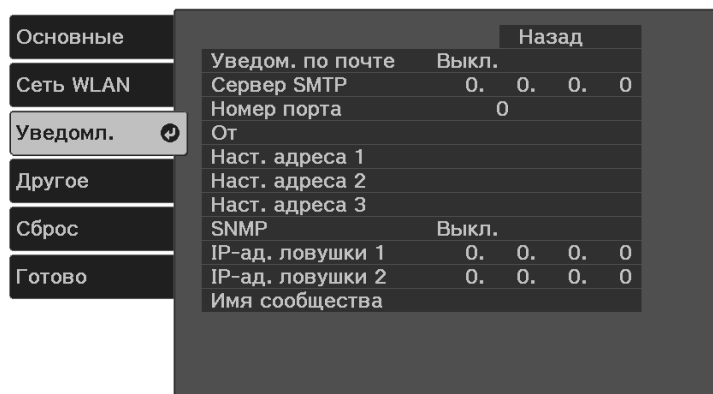 Основные
Сеть WLAN
Уведомл.
Другое
Сброс
Готово
Назад
Уведом. по почте Выкл.
Сервер SMTP 0. 0. 0. 0
Номер порта 0
От
Наст. адреса 1
Наст. адреса 2
Наст. адреса 3
SNMP Выкл.
IP-ад. ловушки 1 0. 0. 0. 0
IP-ад. ловушки 2 0. 0. 0. 0
Имя сообщества